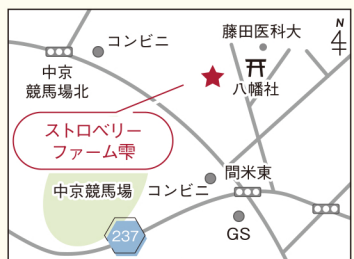 コンビニ
藤田医科大
N
4
中京
競馬場北
八幡社
ストロベリー
ファーム雫
間米東
中京競馬場
コンビニ
237
GS